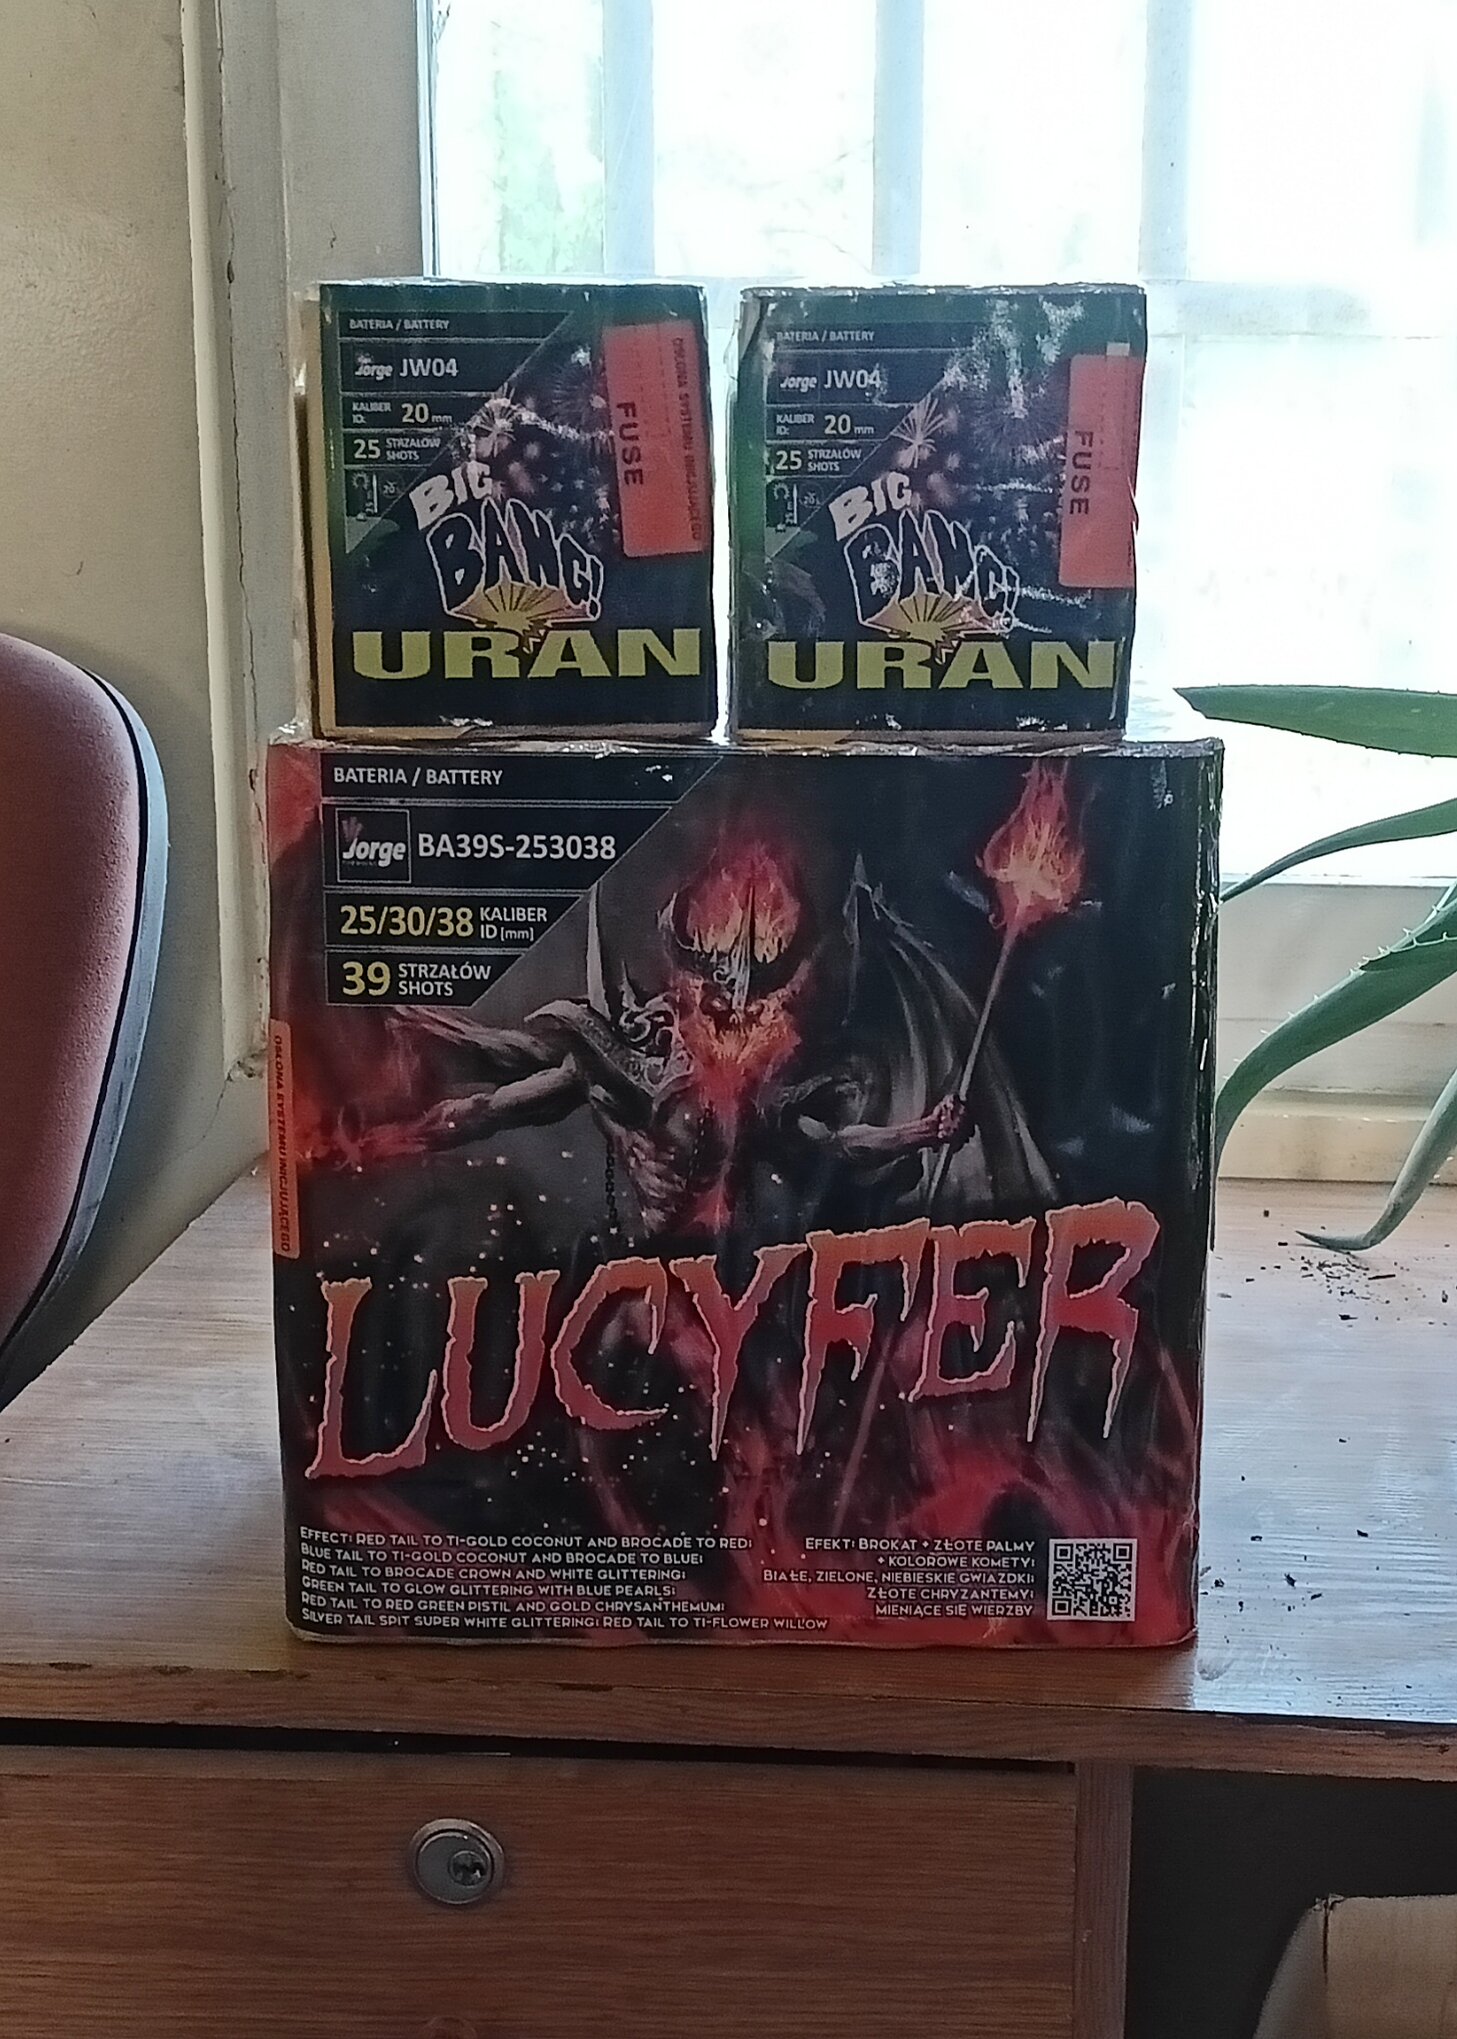 BATERIA / BATTERY
Jorge JW04
KALIBER
ID: 20 mm
25 STRZAŁÓW
SHOTS
BIG
BANG!
URAN
FUSE
OSŁONA SYSTEMU INICJUJĄCEGO
BATERIA / BATTERY
Jorge JW04
KALIBER
ID: 20 mm
25 STRZAŁÓW
SHOTS
BIG
BANG!
URAN
FUSE
BATERIA / BATTERY
Jorge BA39S-253038
25/30/38 KALIBER
ID [mm]
39 STRZAŁÓW
SHOTS
OSŁONA SYSTEMU INICJUJĄCEGO
LUCYFER
EFFECT: RED TAIL TO TI-GOLD COCONUT AND BROCADE TO RED;
BLUE TAIL TO TI-GOLD COCONUT AND BROCADE TO BLUE;
RED TAIL TO BROCADE CROWN AND WHITE GLITTERING;
GREEN TAIL TO GLOW GLITTERING WITH BLUE PEARLS;
RED TAIL TO RED GREEN PISTIL AND GOLD CHRYSANTHEMUM;
SILVER TAIL SPIT SUPER WHITE GLITTERING; RED TAIL TO TI-FLOWER WILLOW
EFEKT: BROKAT + ZŁOTE PALMY
+ KOLOROWE KOMETY;
BIAŁE, ZIELONE, NIEBIESKIE GWIAZDKI;
ZŁOTE CHRYZANTEMY;
MIENIĄCE SIĘ WIERZBY